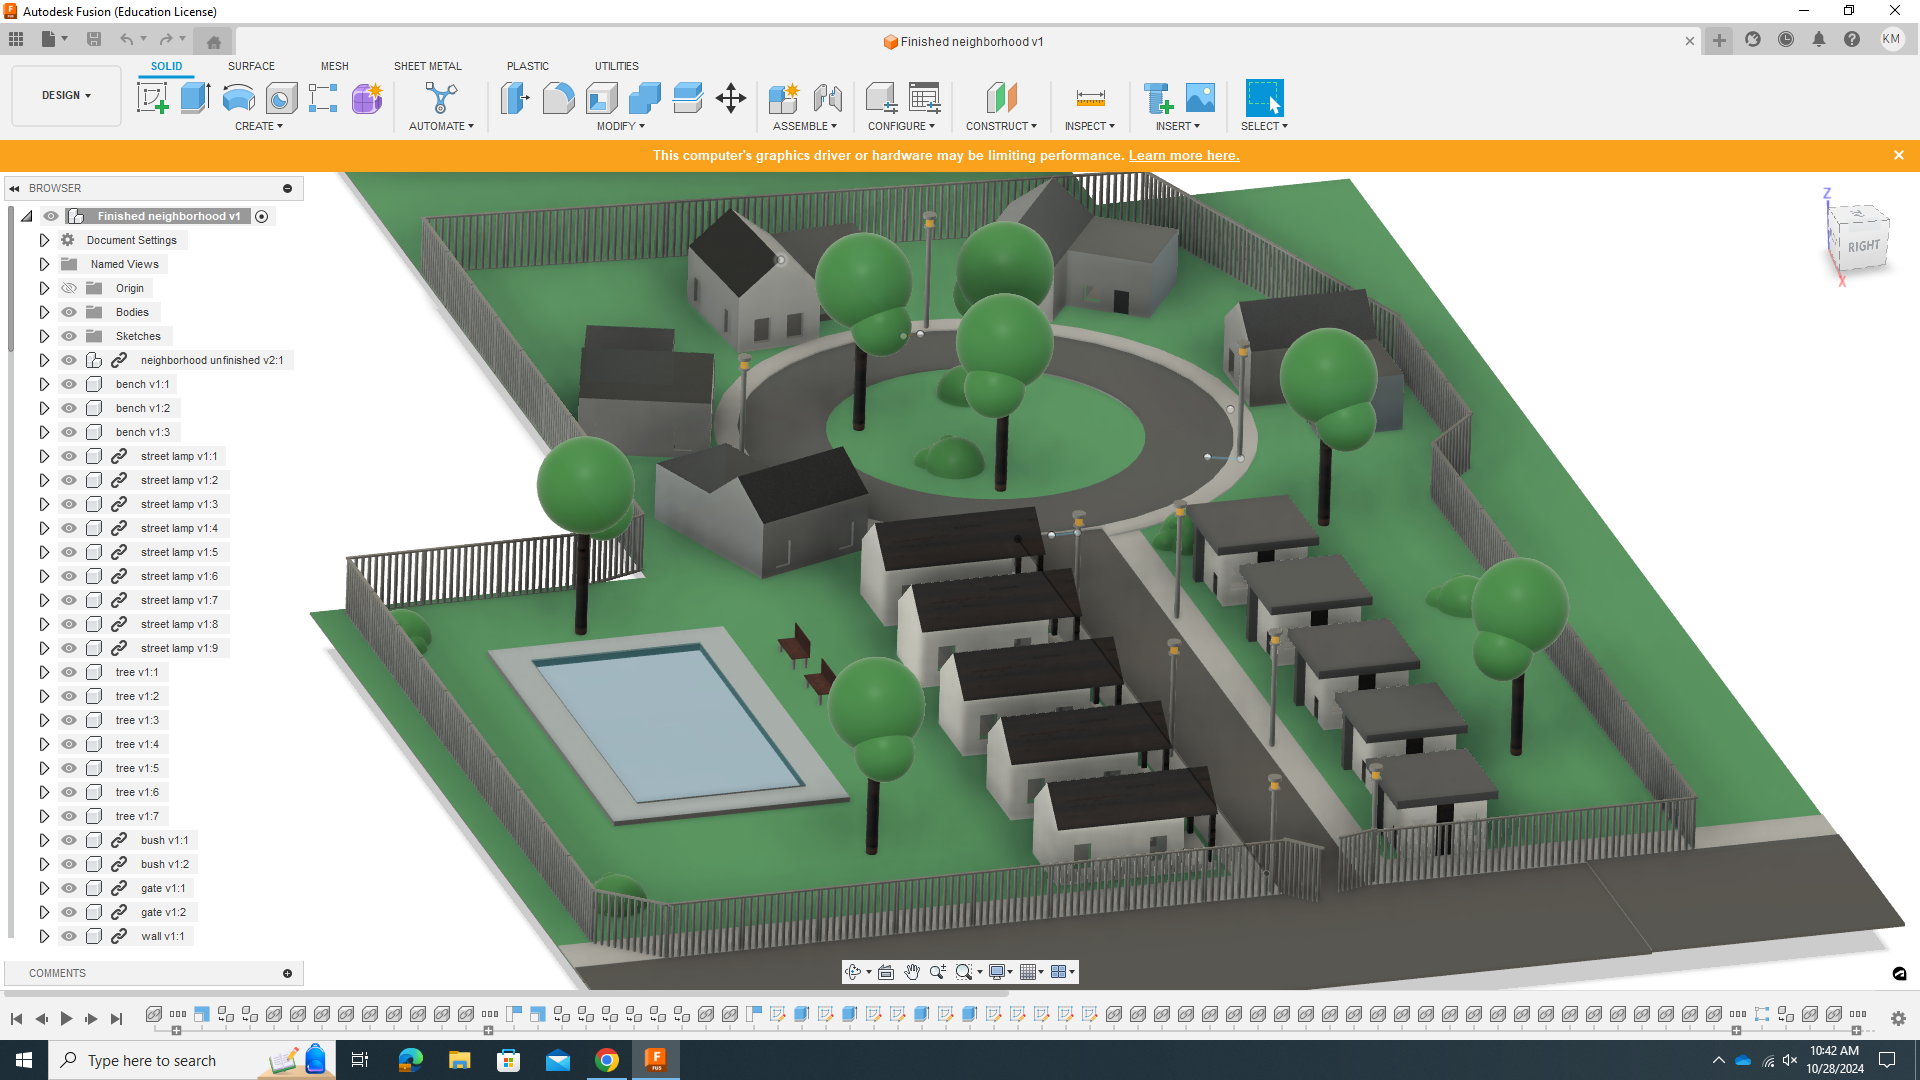 Autodesk Fusion (Education License)
Finished neighborhood v1
KM
DESIGN
SOLID
SURFACE
MESH
SHEET METAL
PLASTIC
UTILITIES
CREATE
AUTOMATE
MODIFY
ASSEMBLE
CONFIGURE
CONSTRUCT
INSPECT
INSERT
SELECT
This computer's graphics driver or hardware may be limiting performance. Learn more here.
BROWSER
Finished neighborhood v1
Document Settings
Named Views
Origin
Bodies
Sketches
neighborhood unfinished v2:1
bench v1:1
bench v1:2
bench v1:3
street lamp v1:1
street lamp v1:2
street lamp v1:3
street lamp v1:4
street lamp v1:5
street lamp v1:6
street lamp v1:7
street lamp v1:8
street lamp v1:9
tree v1:1
tree v1:2
tree v1:3
tree v1:4
tree v1:5
tree v1:6
tree v1:7
bush v1:1
bush v1:2
gate v1:1
gate v1:2
wall v1:1
COMMENTS
Z
RIGHT
X
Type here to search
10:42 AM
10/28/2024